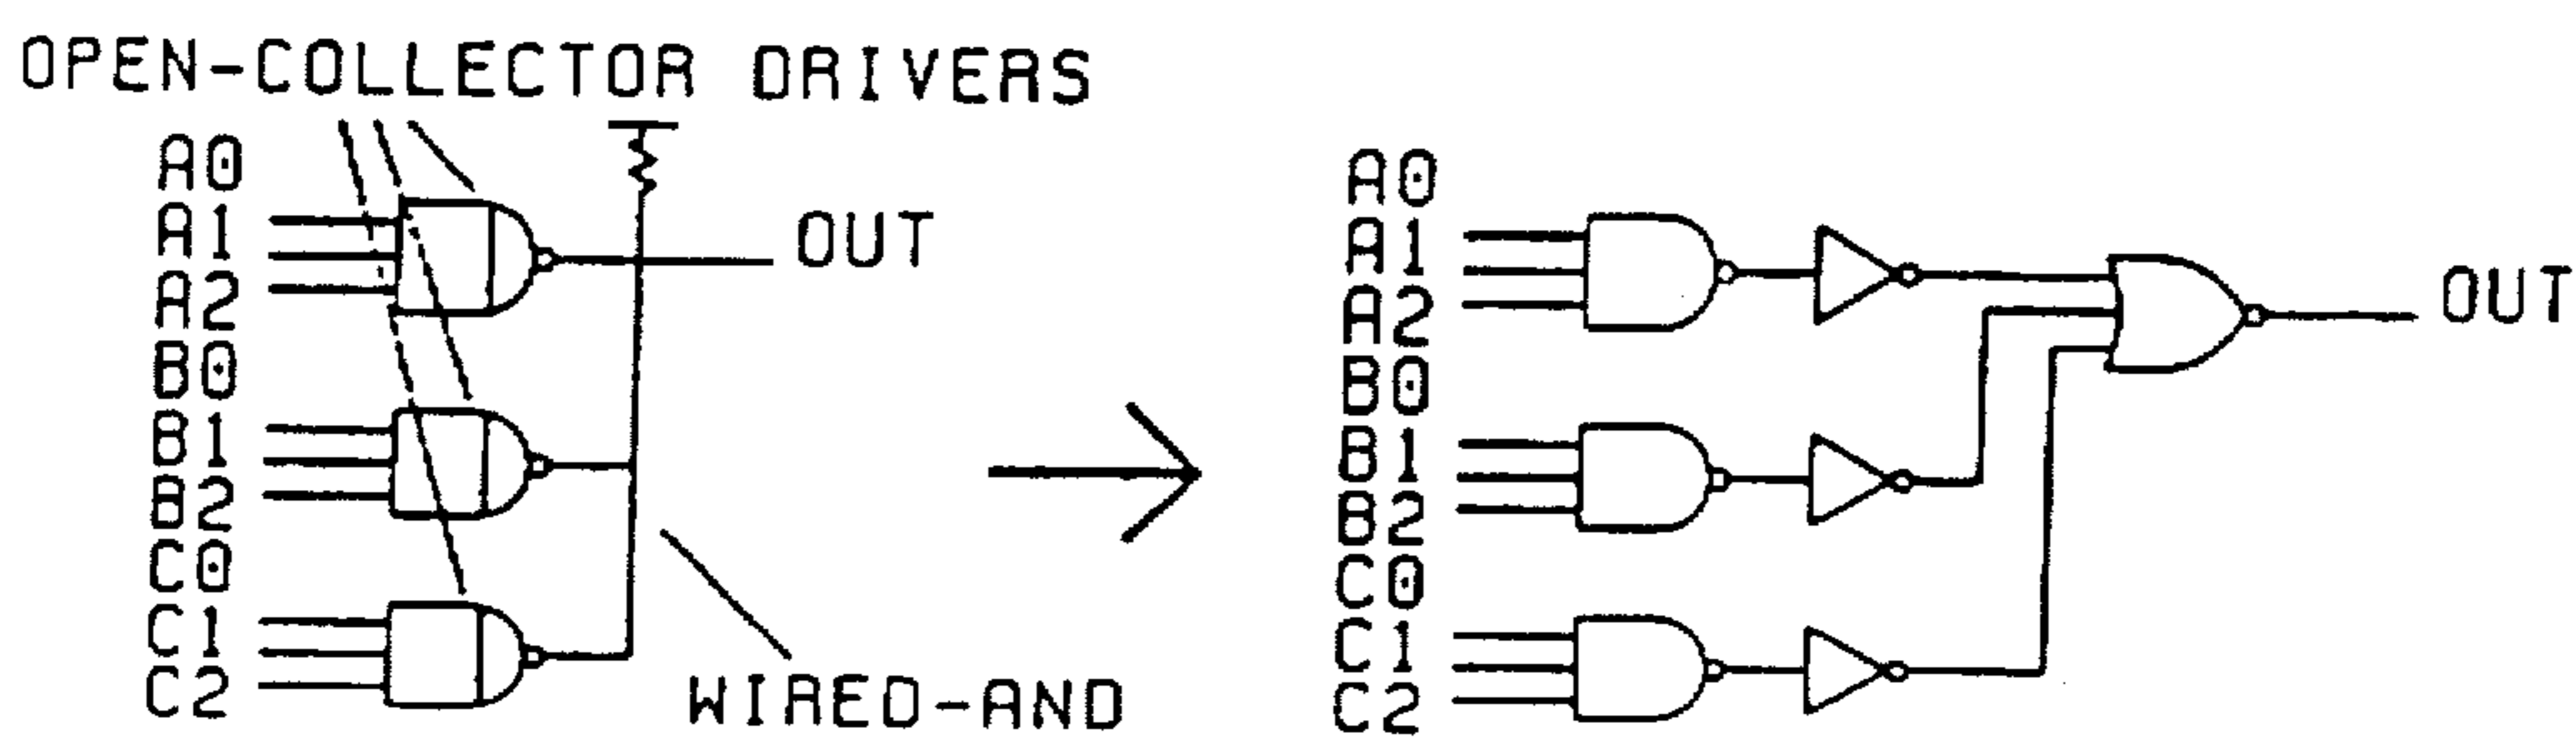 OPEN-COLLECTOR DRIVERS
A0
A1
A2
B0
B1
B2
C0
C1
C2
OUT
WIRED-AND
A0
A1
A2
B0
B1
B2
C0
C1
C2
OUT